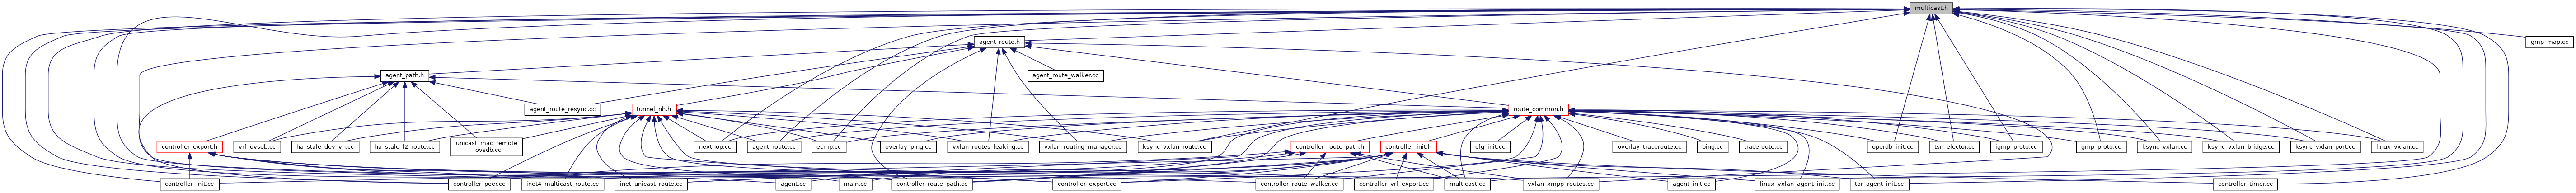 multicast.h
agent_route.h
gmp_map.cc
agent_path.h
agent_route_walker.cc
agent_route_resync.cc
tunnel_nh.h
route_common.h
controller_export.h
vrf_ovsdb.cc
ha_stale_dev_vn.cc
ha_stale_l2_route.cc
unicast_mac_remote
_ovsdb.cc
nexthop.cc
agent_route.cc
ecmp.cc
overlay_ping.cc
vxlan_routes_leaking.cc
vxlan_routing_manager.cc
ksync_vxlan_route.cc
controller_route_path.h
controller_init.h
cfg_init.cc
overlay_traceroute.cc
ping.cc
traceroute.cc
operdb_init.cc
tsn_elector.cc
igmp_proto.cc
gmp_proto.cc
ksync_vxlan.cc
ksync_vxlan_bridge.cc
ksync_vxlan_port.cc
linux_vxlan.cc
controller_init.cc
controller_peer.cc
inet4_multicast_route.cc
inet_unicast_route.cc
agent.cc
main.cc
controller_route_path.cc
controller_export.cc
controller_route_walker.cc
controller_vrf_export.cc
multicast.cc
vxlan_xmpp_routes.cc
agent_init.cc
linux_vxlan_agent_init.cc
tor_agent_init.cc
controller_timer.cc